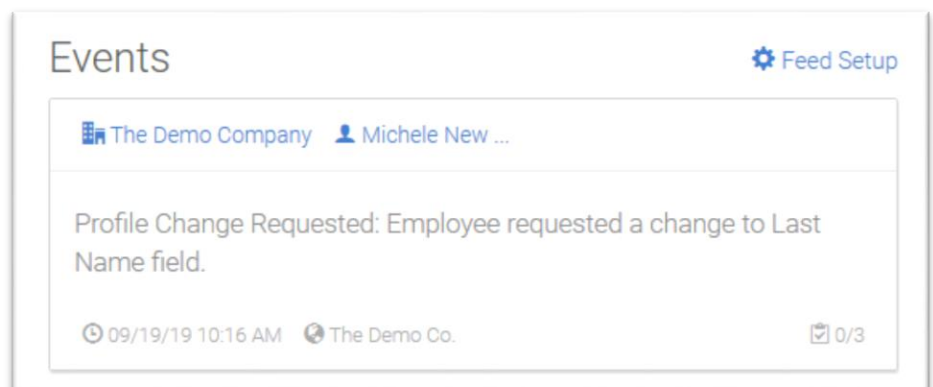 Events
Feed Setup
The Demo Company Michele New ...
Profile Change Requested: Employee requested a change to Last
Name field.
09/19/19 10:16 AM The Demo Co. 0/3